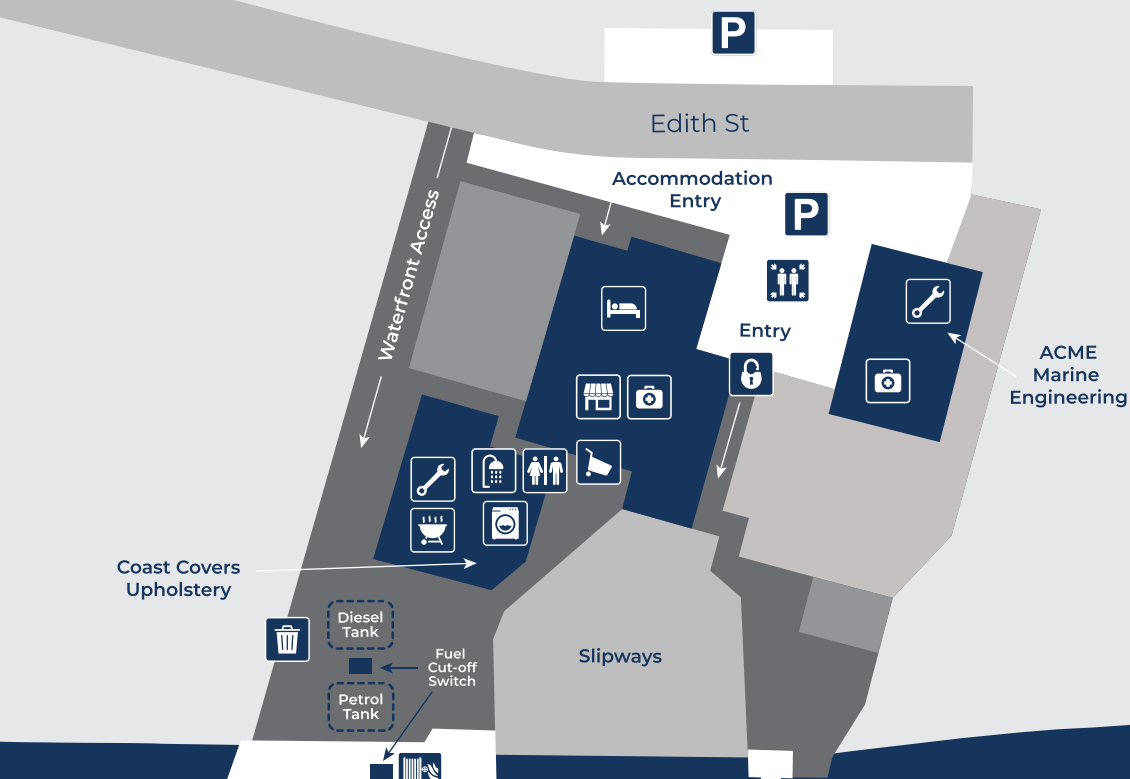 P
Edith St
Accommodation
Entry
P
Waterfront Access
Entry
ACME
Marine
Engineering
Coast Covers
Upholstery
Diesel
Tank
Fuel
Cut-off
Switch
Slipways
Petrol
Tank